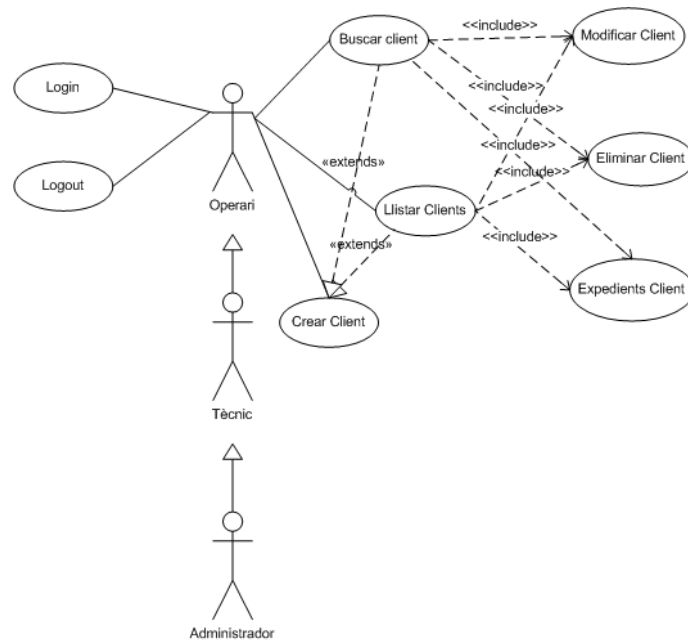 <<include>>
Buscar client
Modificar Client
Login
<<include>>
<<include>>
<<include>>
Eliminar Client
«extends»
<<include>>
Logout
Operari
Llistar Clients
<<include>>
«extends»
Expedients Client
Crear Client
Tècnic
Administrador